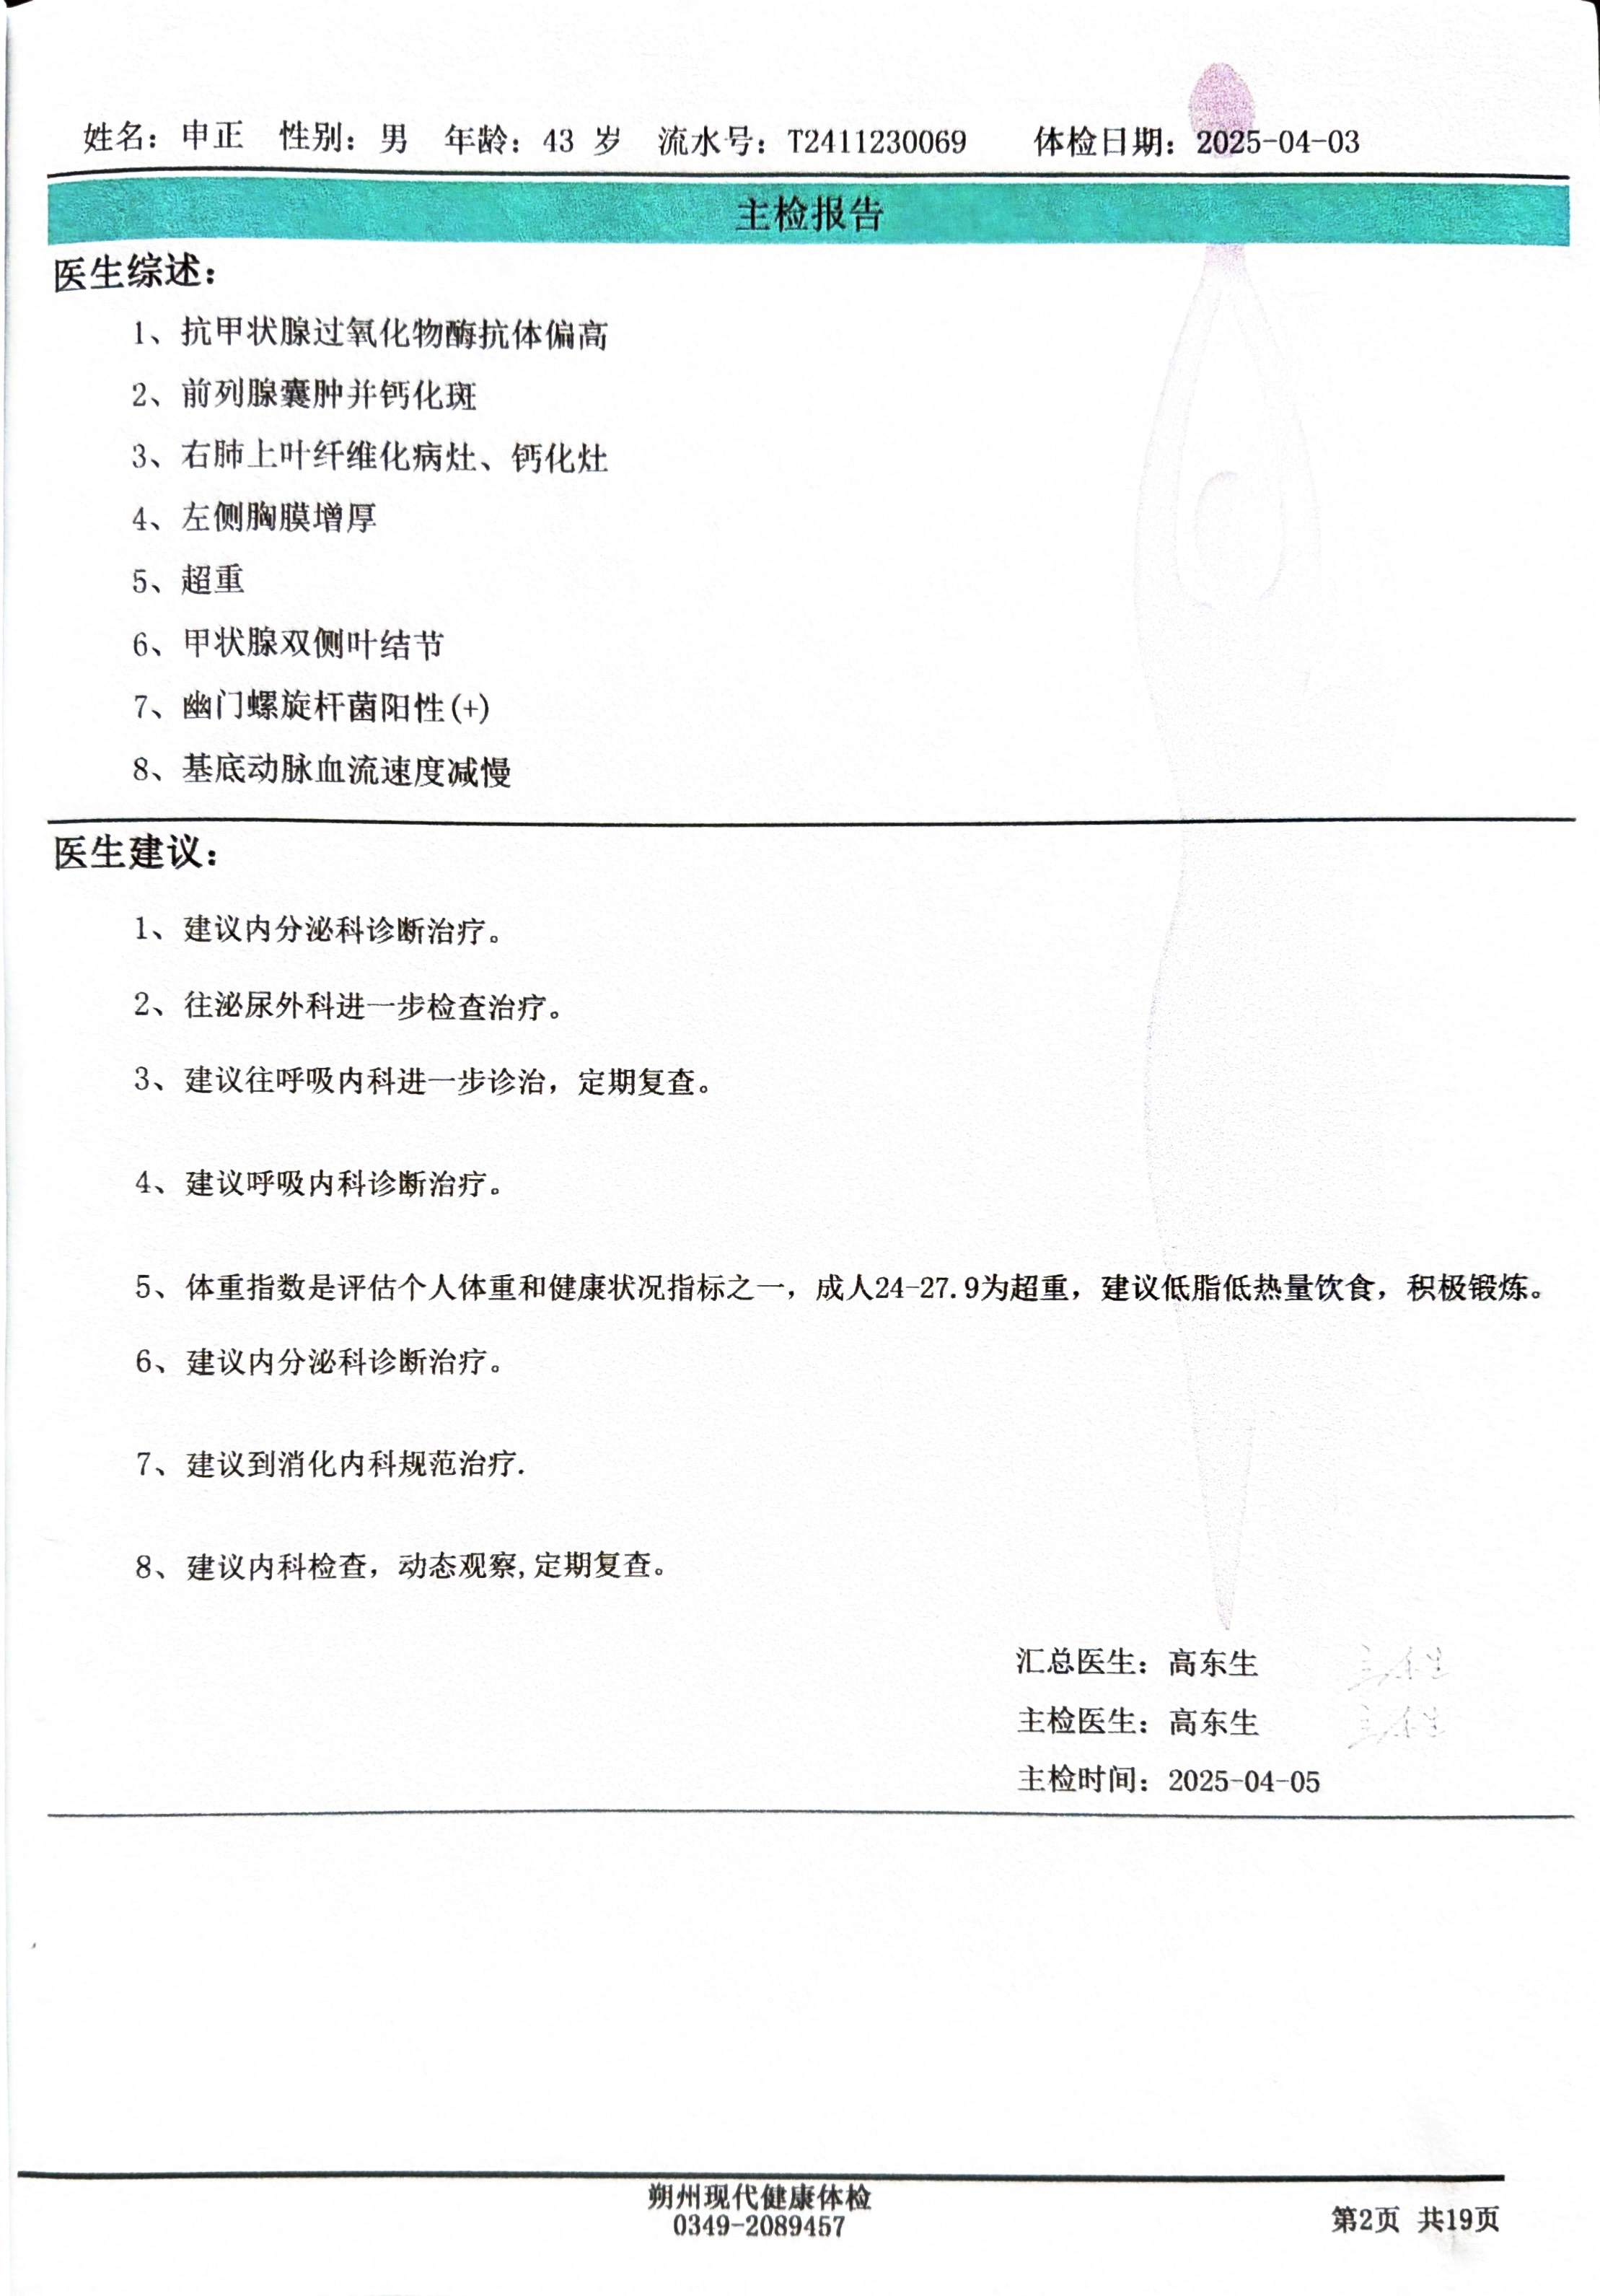 姓名：申正 性别：男 年龄：43 岁 流水号：T2411230069 体检日期：2025-04-03
主检报告
医生综述：
1、抗甲状腺过氧化物酶抗体偏高
2、前列腺囊肿并钙化斑
3、右肺上叶纤维化病灶、钙化灶
4、左侧胸膜增厚
5、超重
6、甲状腺双侧叶结节
7、幽门螺旋杆菌阳性(+)
8、基底动脉血流速度减慢
医生建议：
1、建议内分泌科诊断治疗。
2、往泌尿外科进一步检查治疗。
3、建议往呼吸内科进一步诊治，定期复查。
4、建议呼吸内科诊断治疗。
5、体重指数是评估个人体重和健康状况指标之一，成人24-27.9为超重，建议低脂低热量饮食，积极锻炼。
6、建议内分泌科诊断治疗。
7、建议到消化内科规范治疗.
8、建议内科检查，动态观察,定期复查。
汇总医生：高东生
主检医生：高东生
主检时间：2025-04-05
朔州现代健康体检
0349-2089457
第2页 共19页